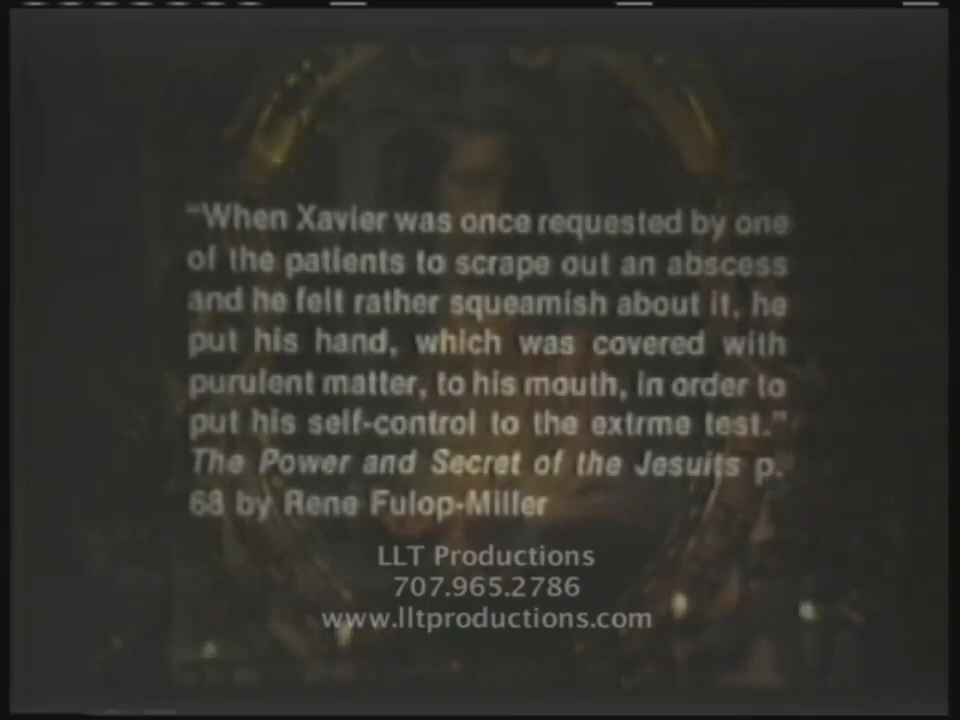 "When Xavier was once requested by one
of the patients to scrape out an abscess
and he felt rather squeamish about it, he
put his hand, which was covered with
purulent matter, to his mouth, in order to
put his self-control to the extrme test."
The Power and Secret of the Jesuits p.
68 by Rene Fulop-Miller
LLT Productions
707.965.2786
www.lltproductions.com